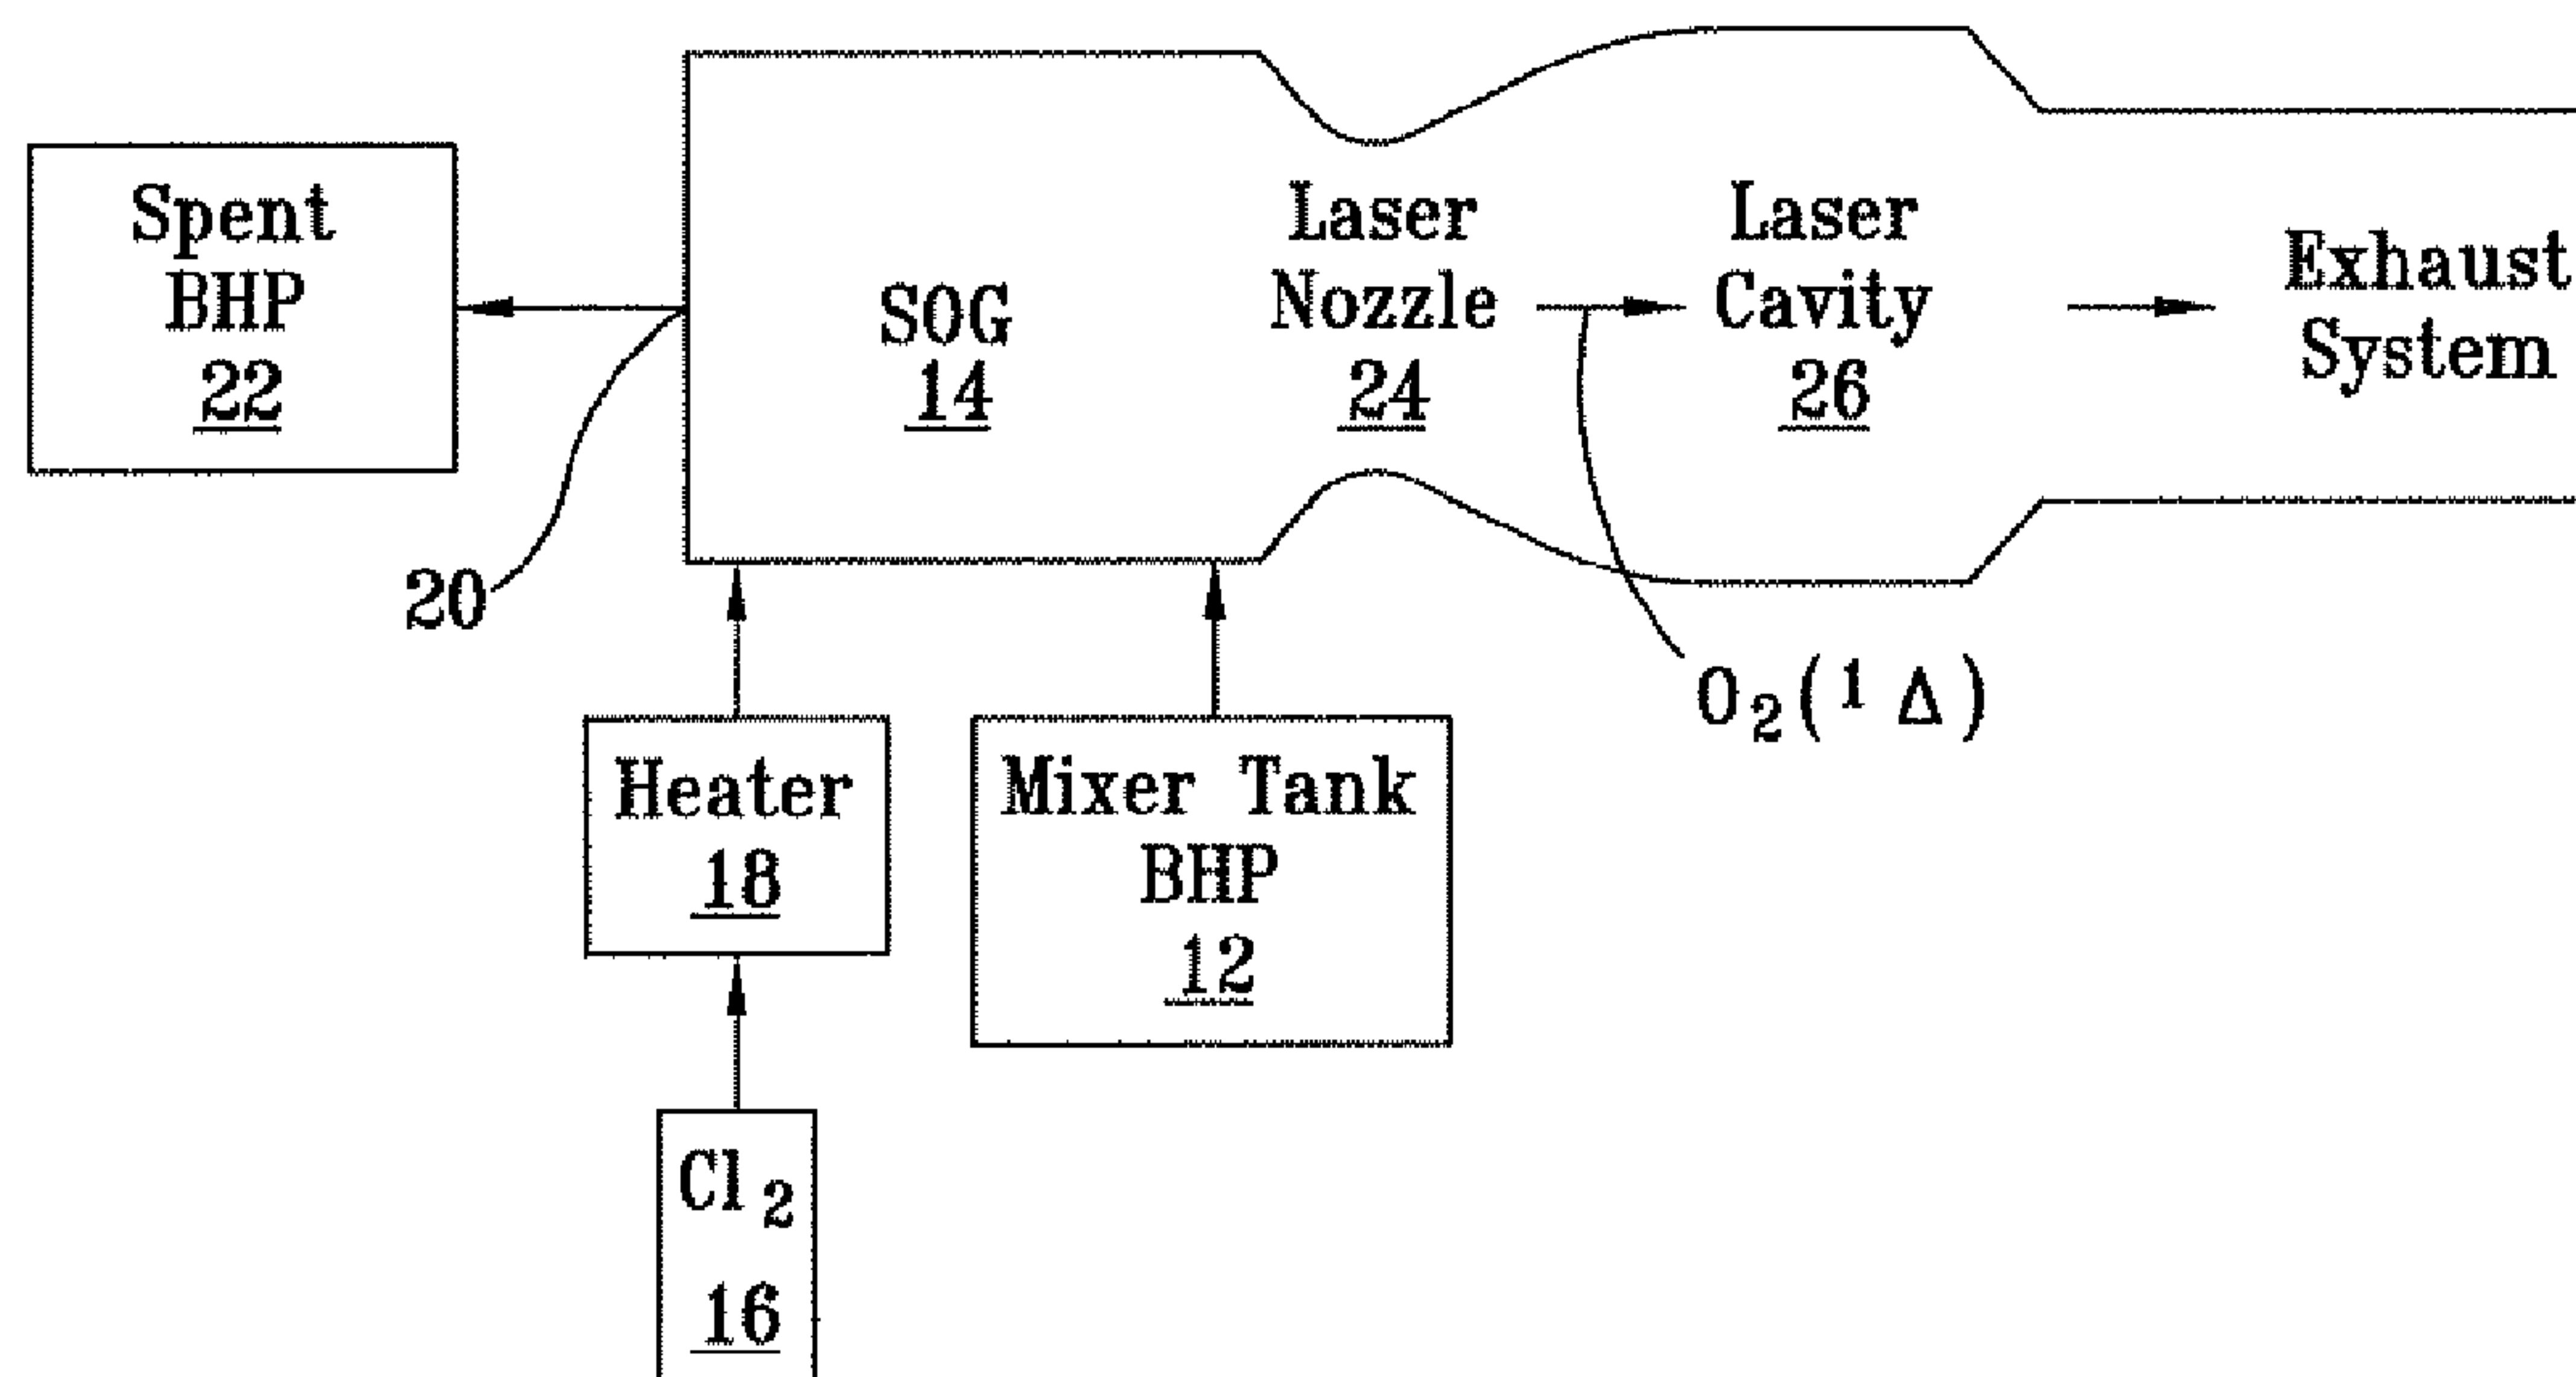 Spent
BHP
22
SOG
14
Laser
Nozzle
24
Laser
Cavity
26
Exhaust
System
20
O₂(¹ Δ)
Heater
18
Mixer Tank
BHP
12
Cl₂
16